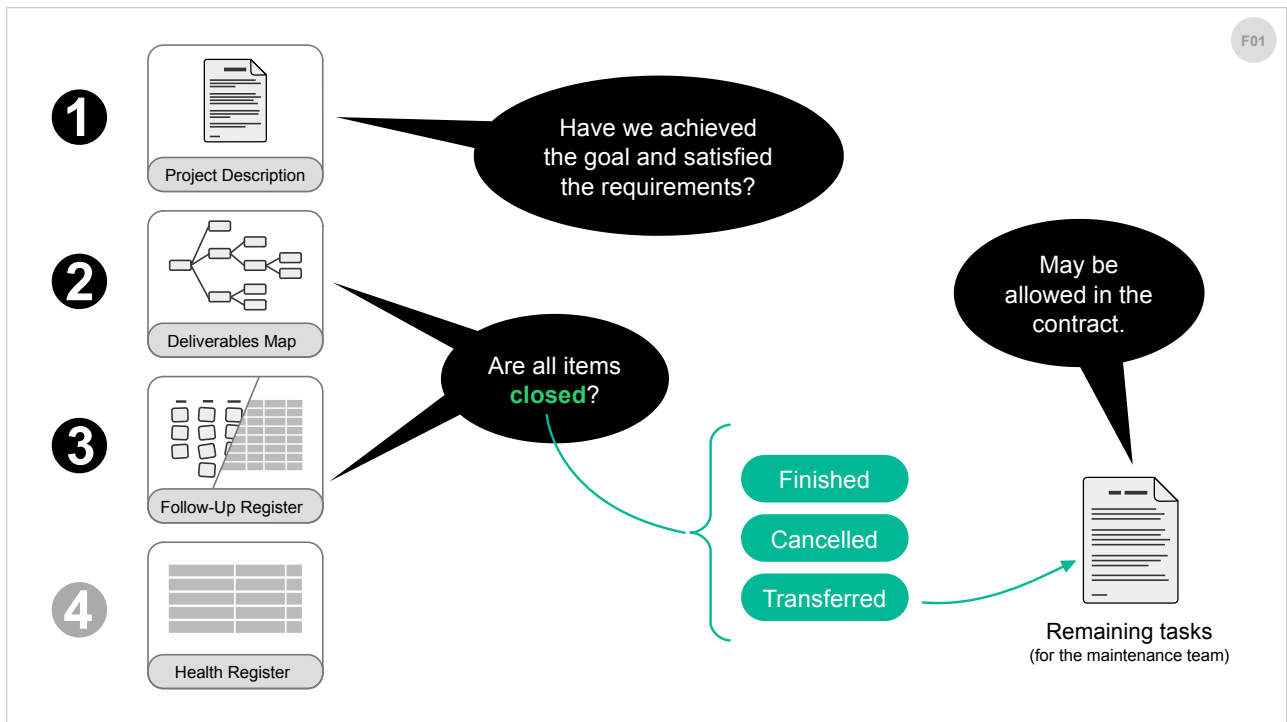 F01
1
Project Description
Have we achieved
the goal and satisfied
the requirements?
2
Deliverables Map
May be
allowed in the
contract.
Are all items
closed?
3
Follow-Up Register
Finished
Cancelled
Transferred
Remaining tasks
(for the maintenance team)
4
Health Register